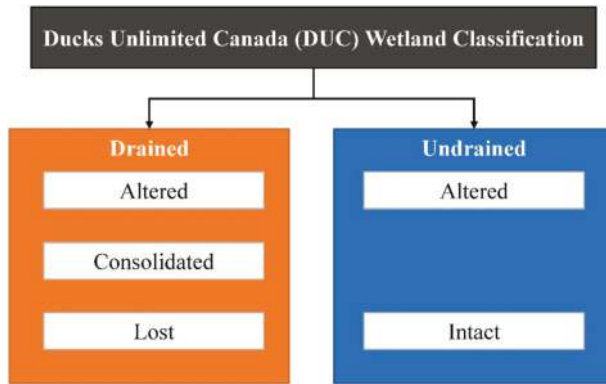 Ducks Unlimited Canada (DUC) Wetland Classification
Drained
Altered
Consolidated
Lost
Undrained
Altered
Intact